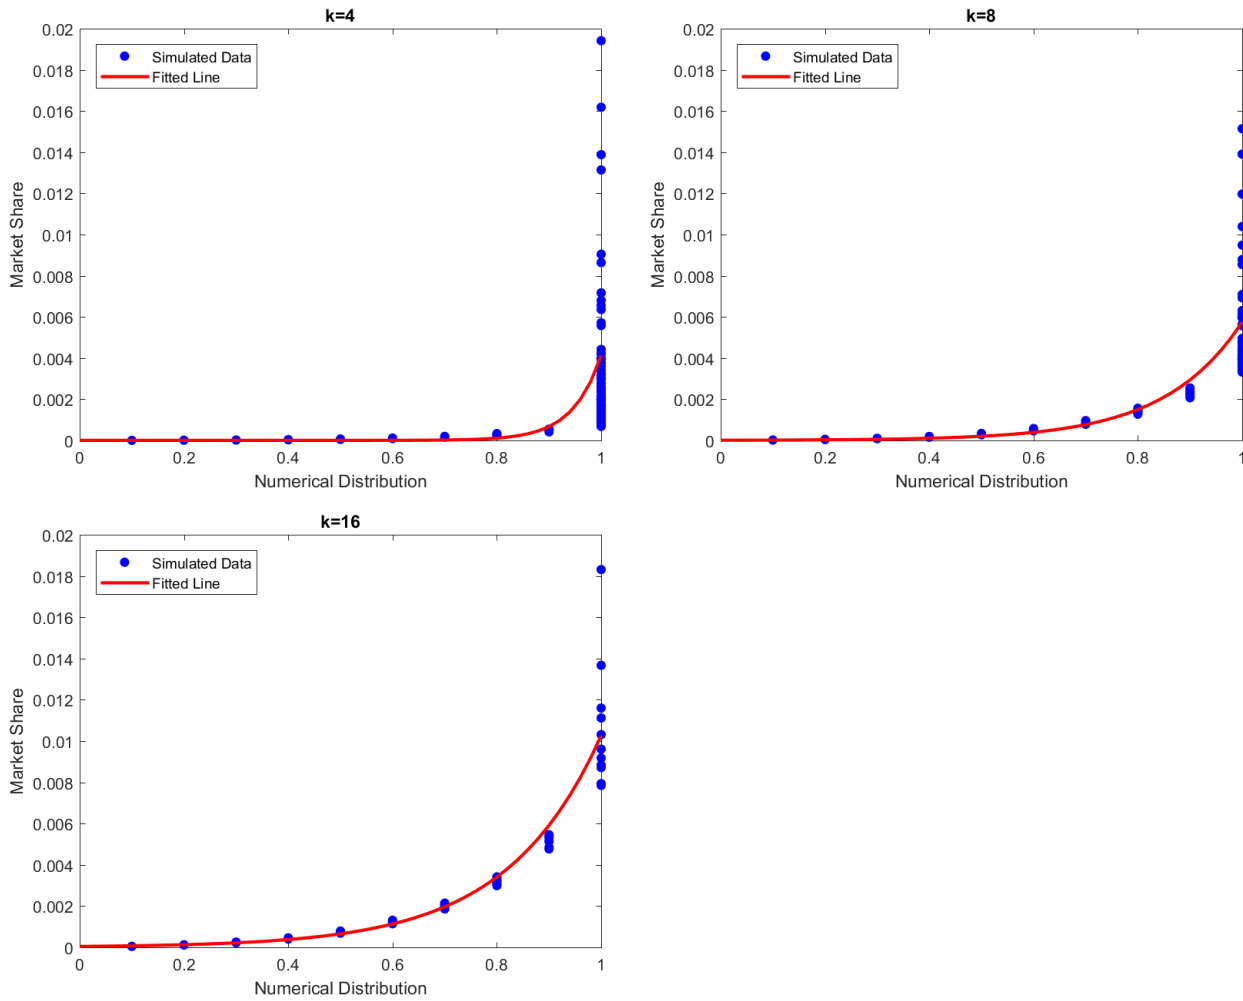 k=4
0.02
0.018
0.016
0.014
0.012
0.01
0.008
0.006
0.004
0.002
0
Market Share
Simulated Data
Fitted Line
0 0.2 0.4 0.6 0.8 1
Numerical Distribution
k=8
0.02
0.018
0.016
0.014
0.012
0.01
0.008
0.006
0.004
0.002
0
Market Share
Simulated Data
Fitted Line
0 0.2 0.4 0.6 0.8 1
Numerical Distribution
k=16
0.02
0.018
0.016
0.014
0.012
0.01
0.008
0.006
0.004
0.002
0
Market Share
Simulated Data
Fitted Line
0 0.2 0.4 0.6 0.8 1
Numerical Distribution